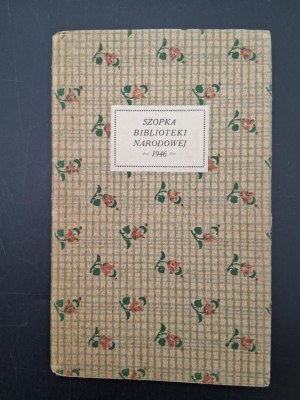 SZOPKA
BIBLIOTEKI
NARODOWEJ
1946